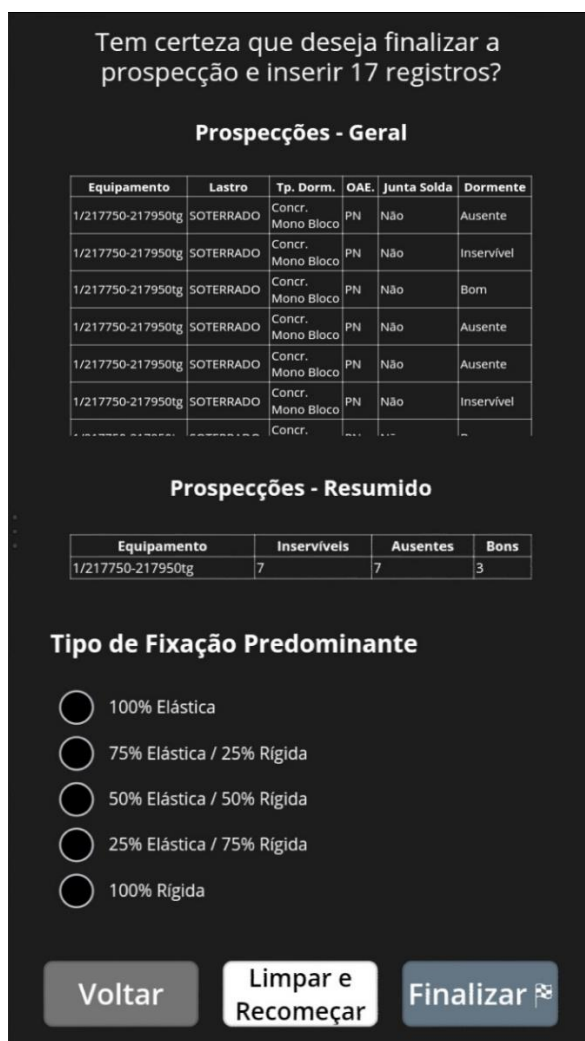 Tem certeza que deseja finalizar a
prospecção e inserir 17 registros?
Prospecções - Geral
Equipamento Lastro Tp. Dorm. OAE. Junta Solda Dormente
1/217750-217950tg SOTERRADO Concr. Mono Bloco PN Não Ausente
1/217750-217950tg SOTERRADO Concr. Mono Bloco PN Não Inservível
1/217750-217950tg SOTERRADO Concr. Mono Bloco PN Não Bom
1/217750-217950tg SOTERRADO Concr. Mono Bloco PN Não Ausente
1/217750-217950tg SOTERRADO Concr. Mono Bloco PN Não Ausente
1/217750-217950tg SOTERRADO Concr. Mono Bloco PN Não Inservível
Concr.
Prospecções - Resumido
Equipamento Inservíveis Ausentes Bons
1/217750-217950tg 7 7 3
Tipo de Fixação Predominante
100% Elástica
75% Elástica / 25% Rígida
50% Elástica / 50% Rígida
25% Elástica / 75% Rígida
100% Rígida
Voltar
Limpar e
Recomeçar
Finalizar